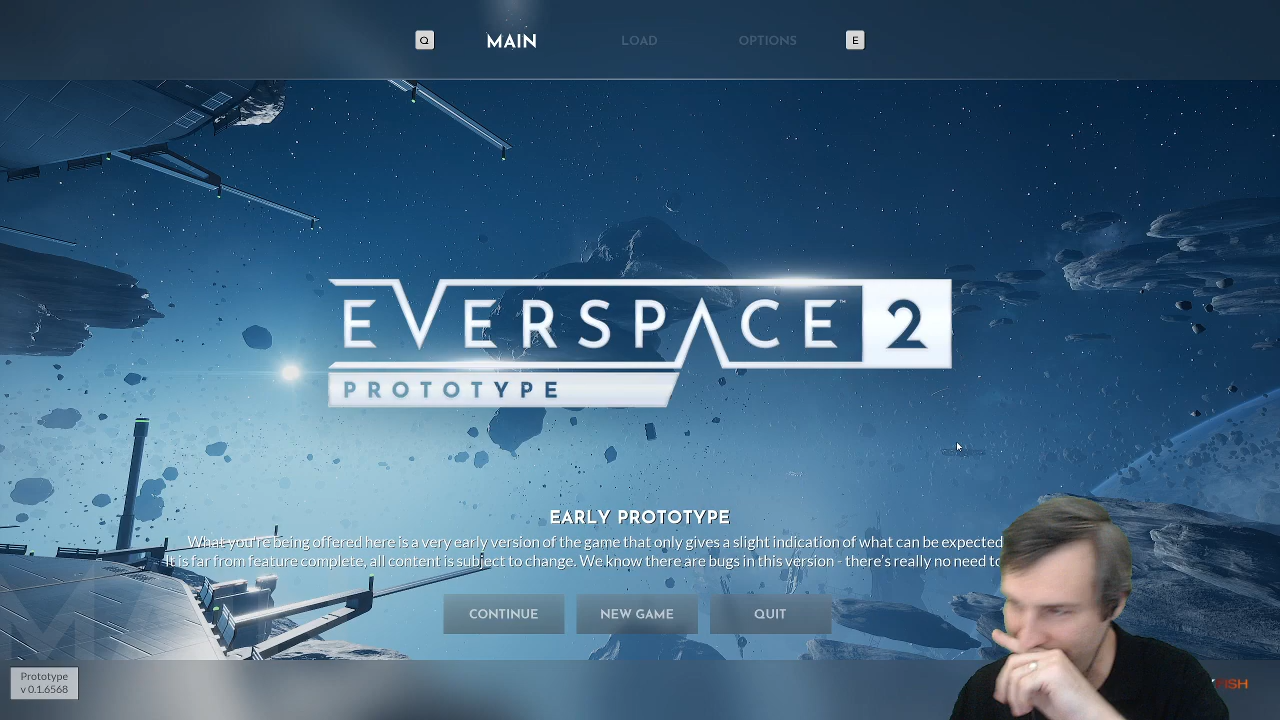 Q MAIN LOAD OPTIONS E
EVERSPACE™ 2
PROTOTYPE
EARLY PROTOTYPE
What you're being offered here is a very early version of the game that only gives a slight indication of what can be expected
It is far from feature complete, all content is subject to change. We know there are bugs in this version - there's really no need to
CONTINUE NEW GAME QUIT
Prototype
v 0.1.6568
FISH